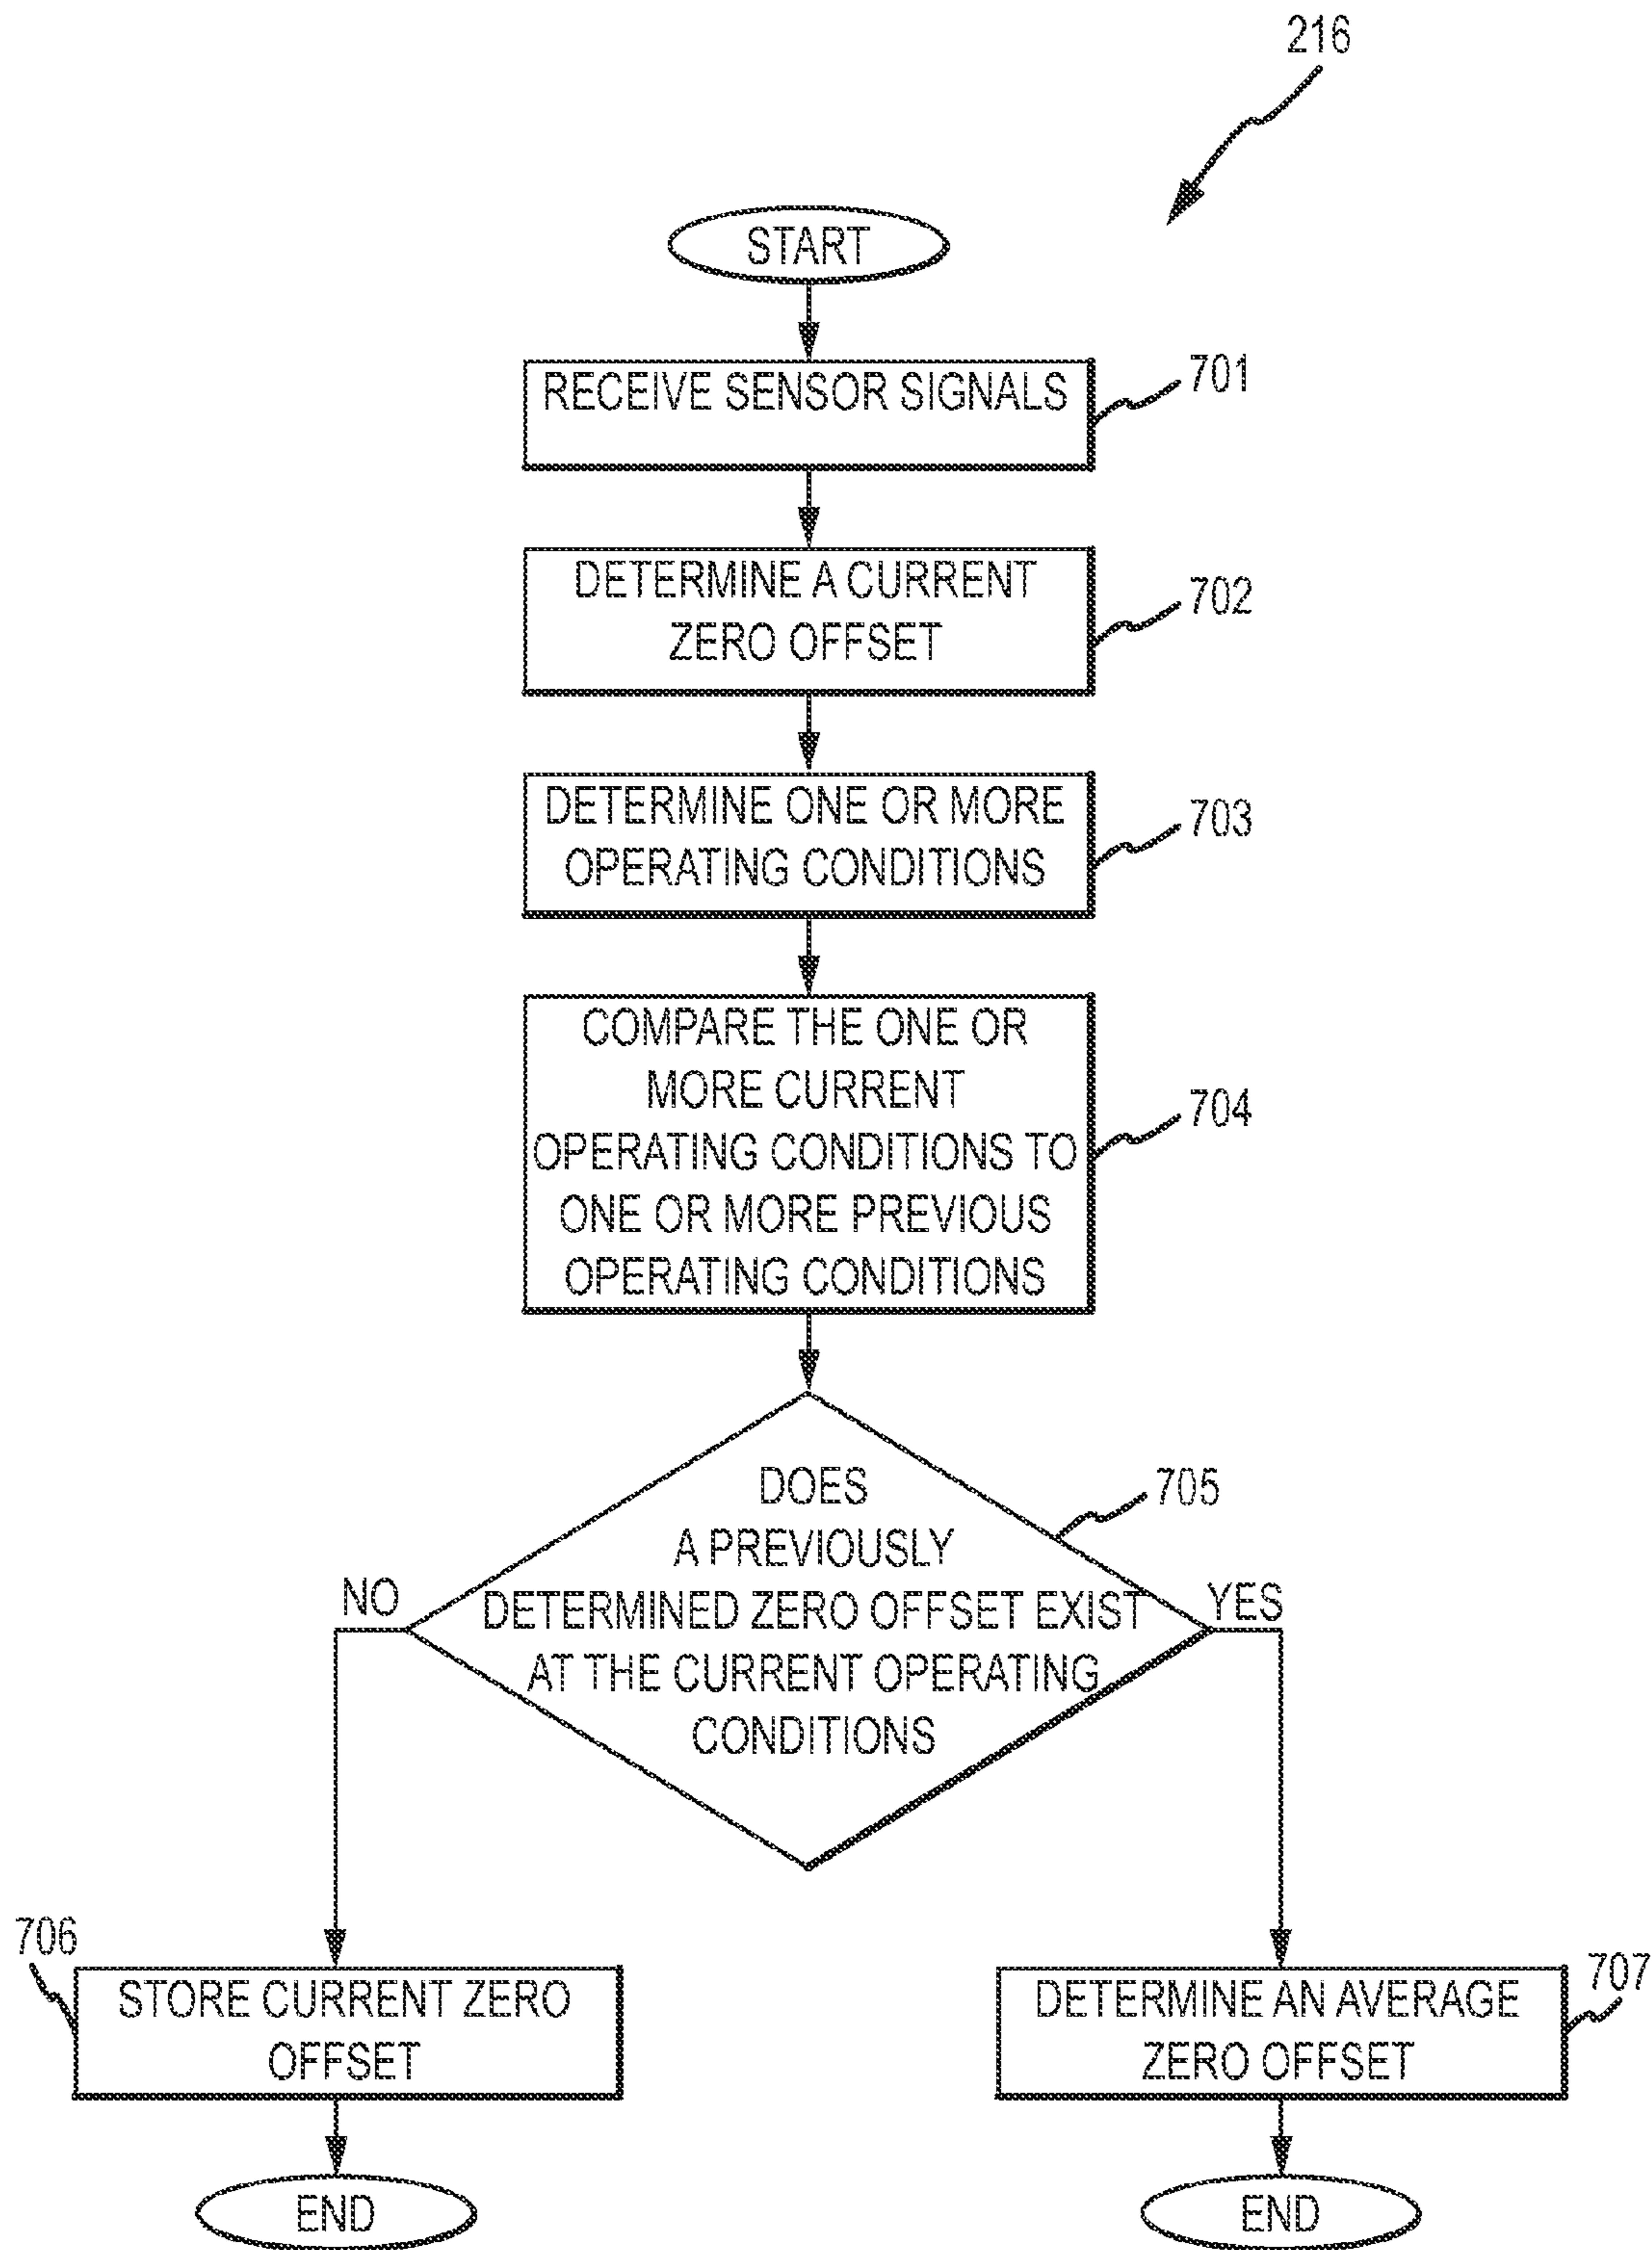 216
START
RECEIVE SENSOR SIGNALS
701
DETERMINE A CURRENT
ZERO OFFSET
702
DETERMINE ONE OR MORE
OPERATING CONDITIONS
703
COMPARE THE ONE OR
MORE CURRENT
OPERATING CONDITIONS TO
ONE OR MORE PREVIOUS
OPERATING CONDITIONS
704
DOES
A PREVIOUSLY
DETERMINED ZERO OFFSET EXIST
AT THE CURRENT OPERATING
CONDITIONS
705
NO
YES
706
STORE CURRENT ZERO
OFFSET
END
707
DETERMINE AN AVERAGE
ZERO OFFSET
END